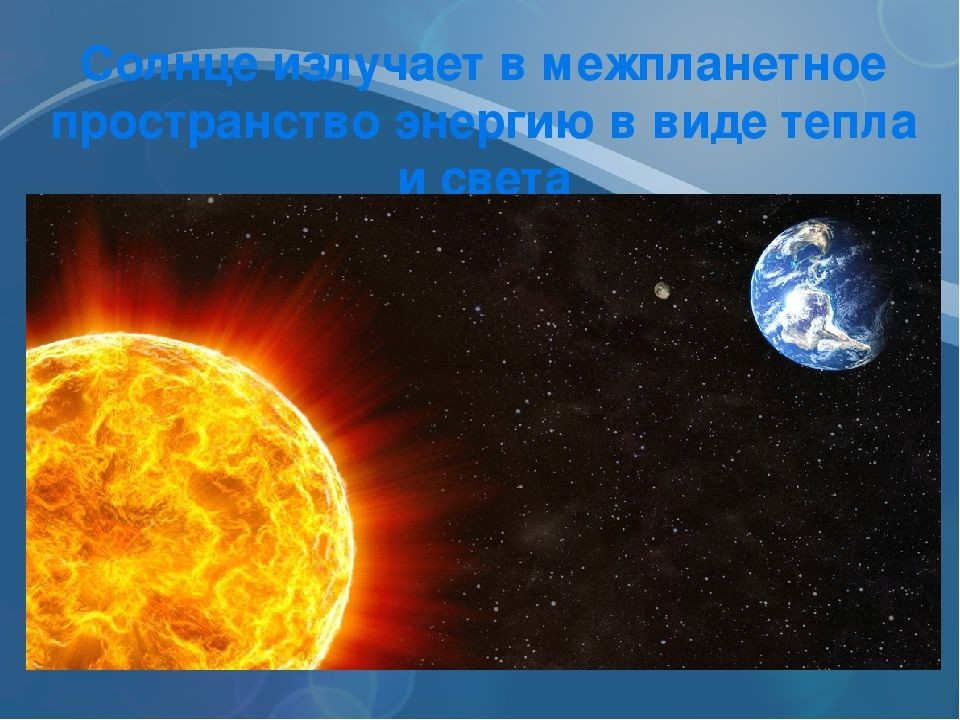 Солнце излучает в межпланетное
пространство энергию в виде тепла
и света